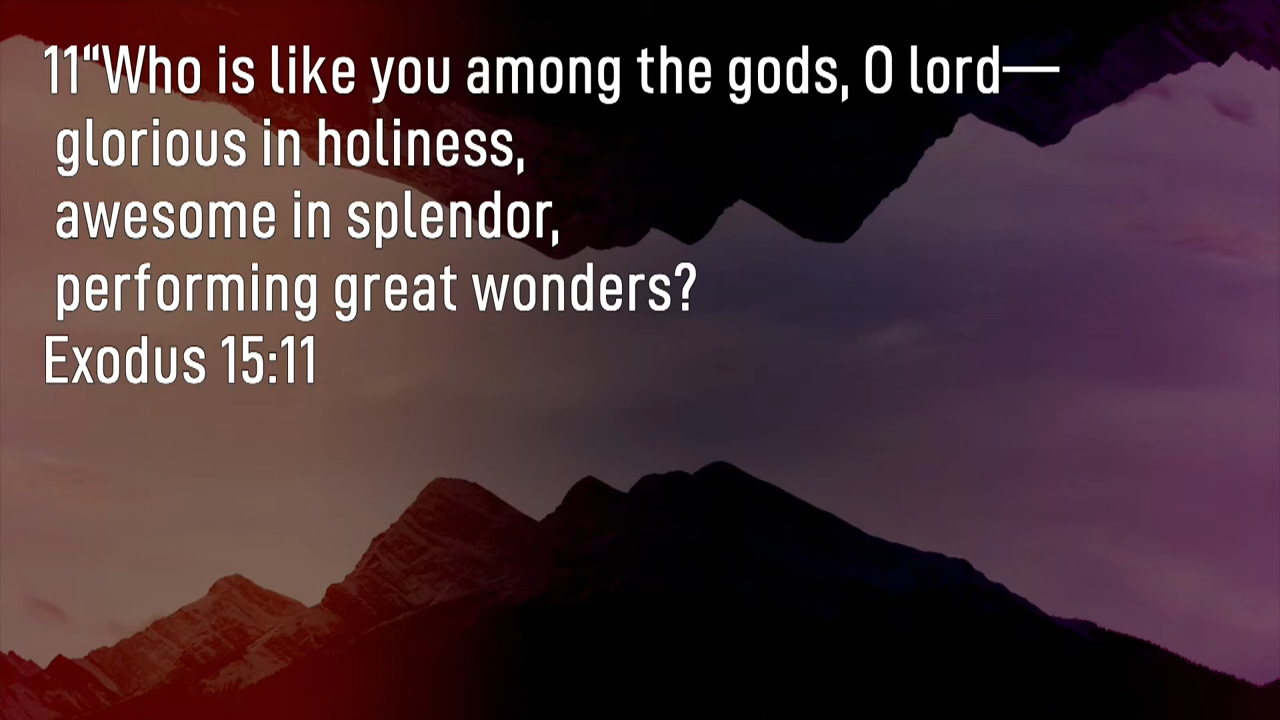 11“Who is like you among the gods, O lord—
glorious in holiness,
awesome in splendor,
performing great wonders?
Exodus 15:11